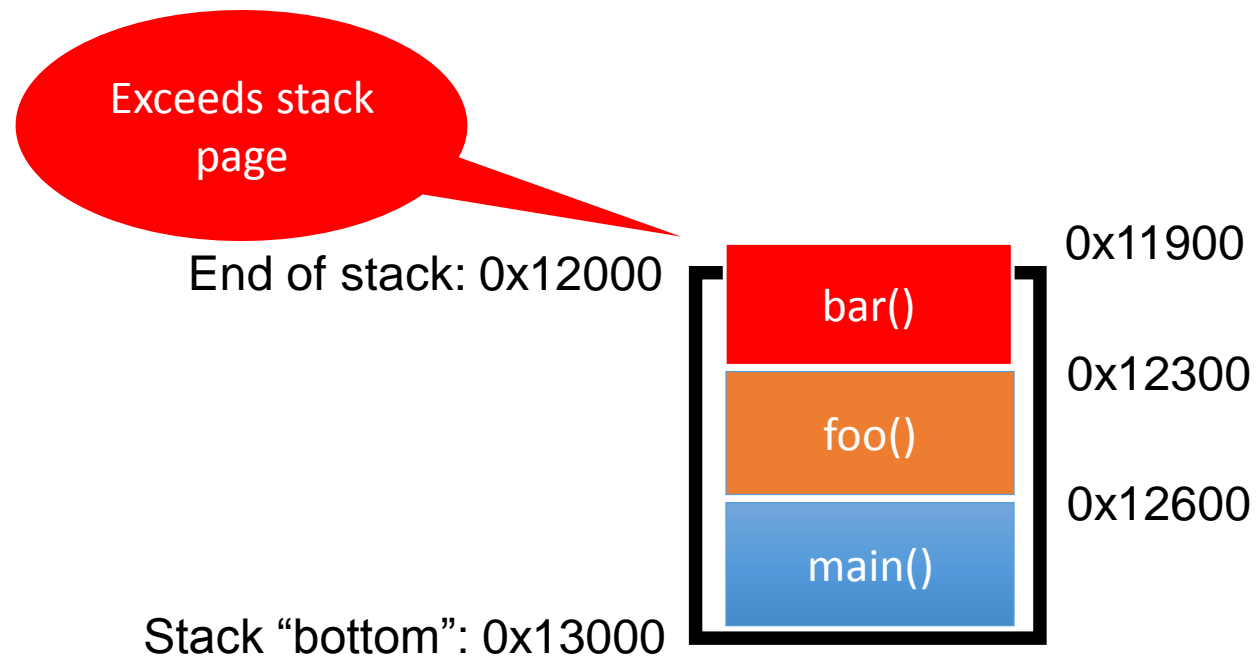 Exceeds stack
page
0x11900
End of stack: 0x12000
bar()
0x12300
foo()
0x12600
main()
Stack “bottom”: 0x13000